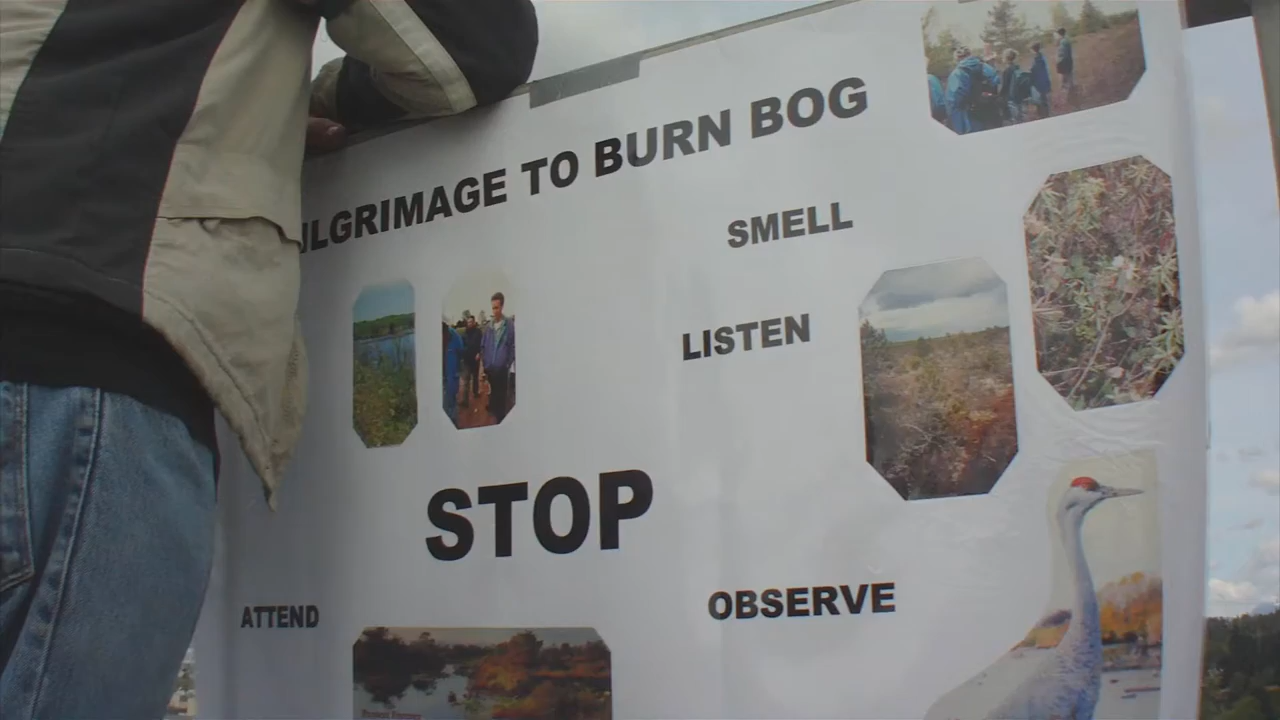 ILGRIMAGE TO BURN BOG
SMELL
LISTEN
STOP
OBSERVE
ATTEND